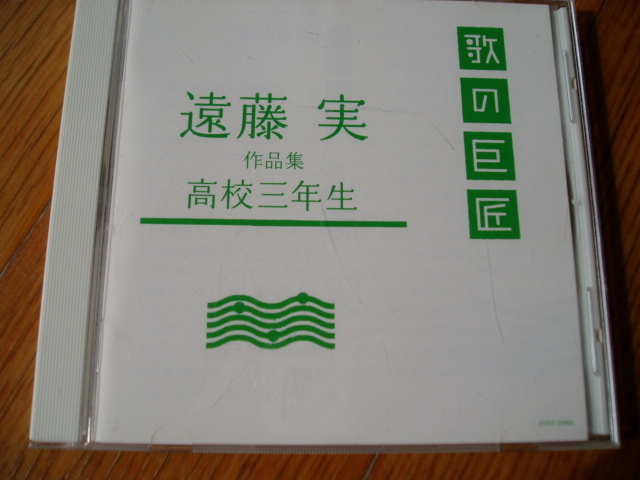 歌の巨匠
遠藤 実
作品集
高校三年生